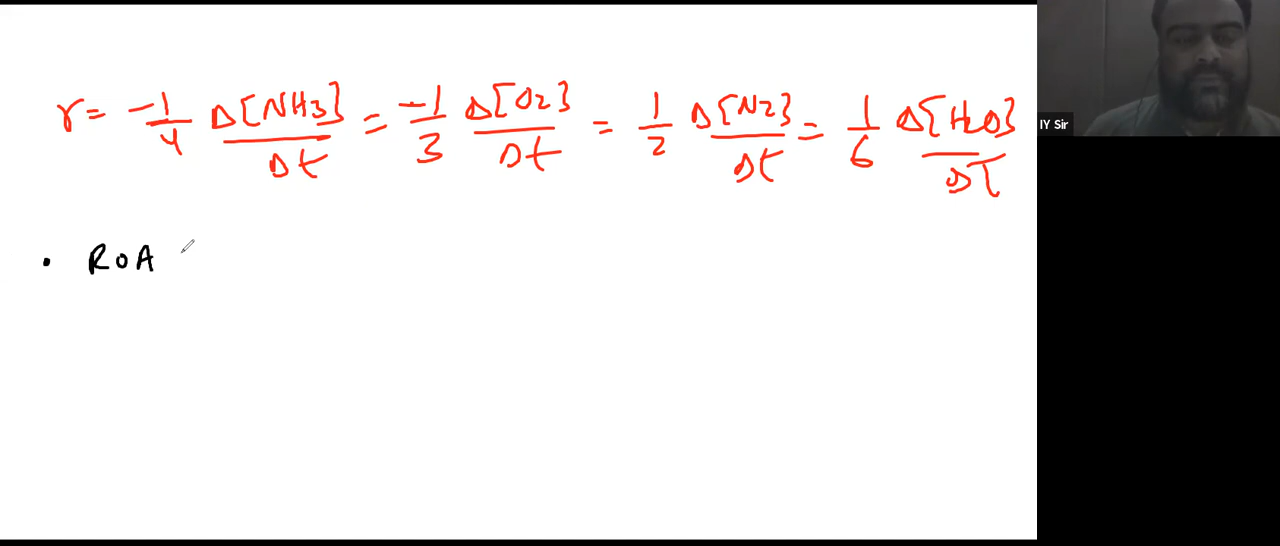 r = -1/4 Δ[NH3]/Δt = -1/3 Δ[O2]/Δt = 1/2 Δ[N2]/Δt = 1/6 Δ[H2O]/Δt
IY Sir
• ROA